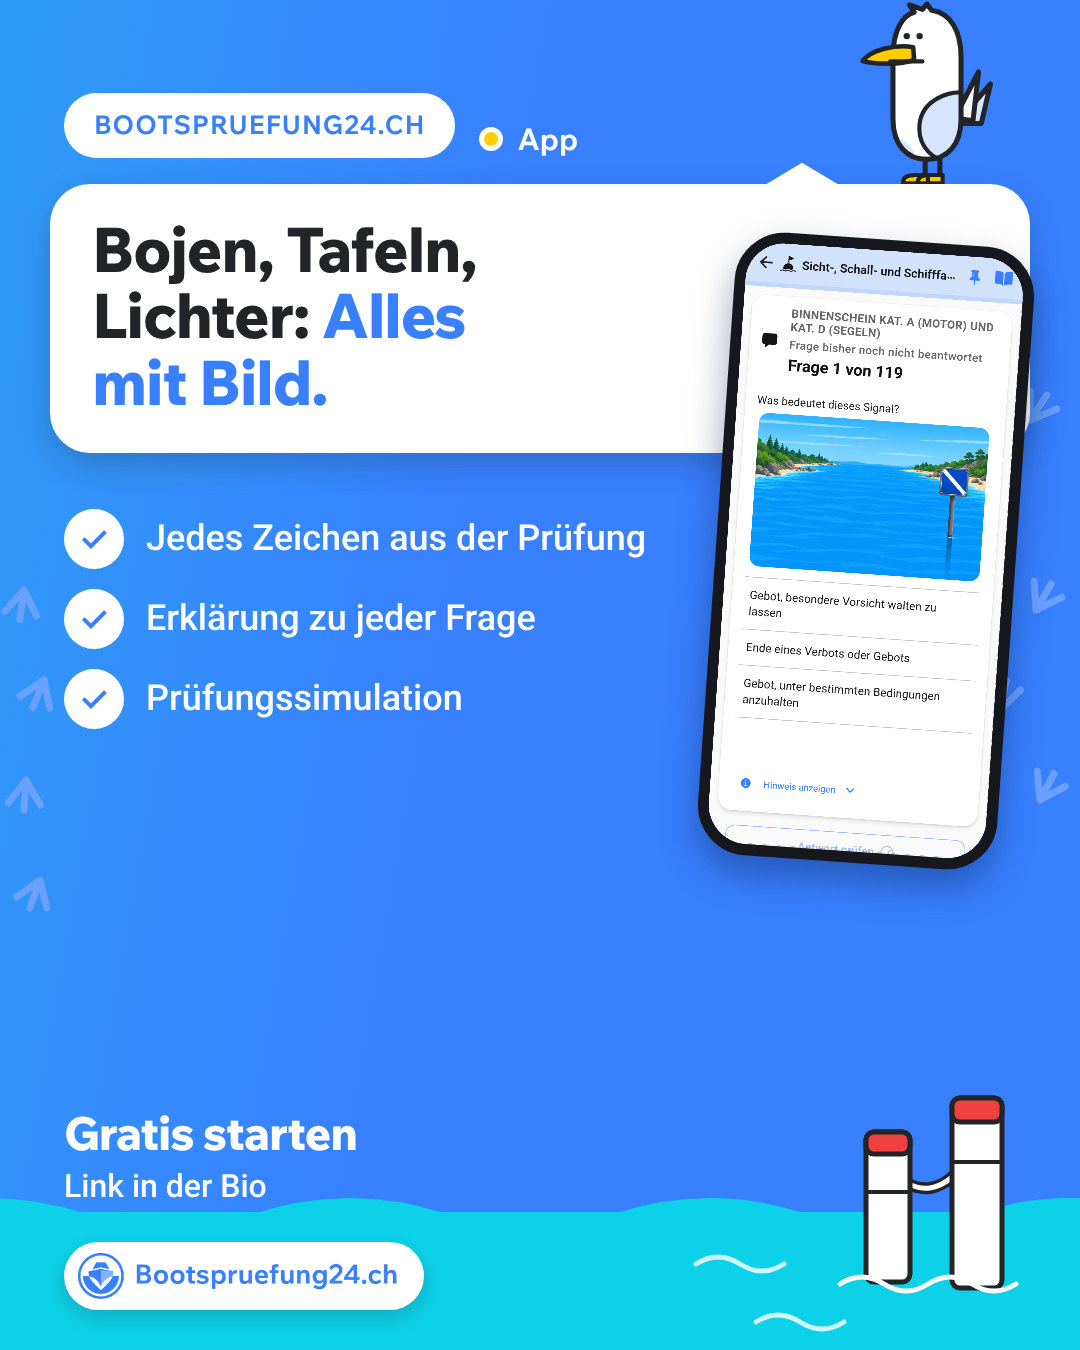 BOOTSPRUEFUNG24.CH
App
Bojen, Tafeln,
Lichter: Alles
mit Bild.
Sicht-, Schall- und Schifffa...
BINNENSCHEIN KAT. A (MOTOR) UND
KAT. D (SEGELN)
Frage bisher noch nicht beantwortet
Frage 1 von 119
Was bedeutet dieses Signal?
Gebot, besondere Vorsicht walten zu
lassen
Ende eines Verbots oder Gebots
Gebot, unter bestimmten Bedingungen
anzuhalten
Hinweis anzeigen
Antwort prüfen
Jedes Zeichen aus der Prüfung
Erklärung zu jeder Frage
Prüfungssimulation
Gratis starten
Link in der Bio
Bootspruefung24.ch